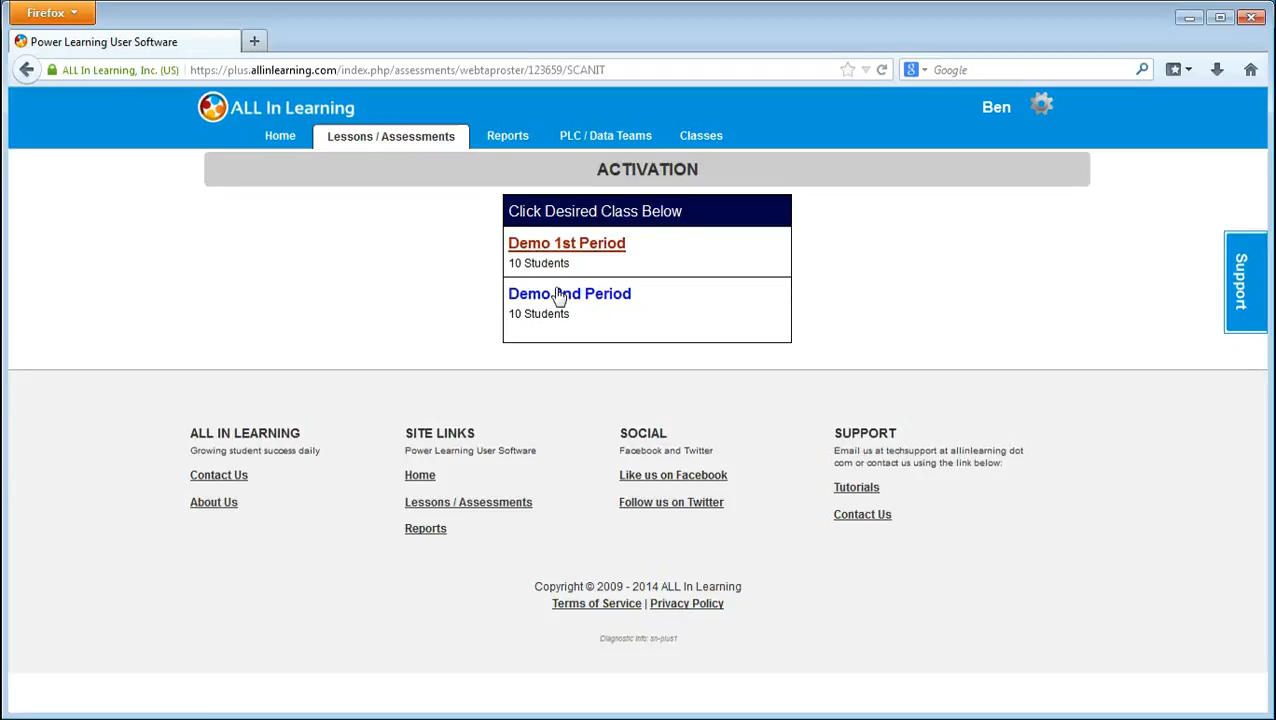 Firefox
Power Learning User Software
ALL In Learning, Inc. (US)
https://plus.allinlearning.com/index.php/assessments/webtaproster/123659/SCANIT
Google
ALL In Learning
Ben
Home
Lessons / Assessments
Reports
PLC / Data Teams
Classes
ACTIVATION
Click Desired Class Below
Demo 1st Period
10 Students
Demo nd Period
10 Students
Support
ALL IN LEARNING
Growing student success daily
Contact Us
About Us
SITE LINKS
Power Learning User Software
Home
Lessons / Assessments
Reports
SOCIAL
Facebook and Twitter
Like us on Facebook
Follow us on Twitter
SUPPORT
Email us at techsupport at allinlearning dot
com or contact us using the link below:
Tutorials
Contact Us
Copyright © 2009 - 2014 ALL In Learning
Terms of Service | Privacy Policy
Diagnostic Info: sn-plus1